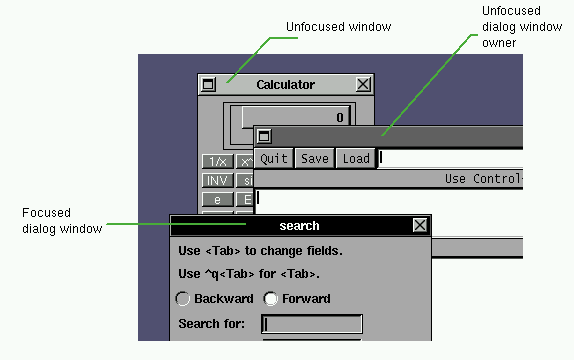 Unfocused window
Unfocused
dialog window
owner
Calculator
0
1/x
x^
Quit
Save
Load
INV
si
Use Control-
e
E
Focused
dialog window
search
Use <Tab> to change fields.
Use ^q<Tab> for <Tab>.
Backward
Forward
Search for: